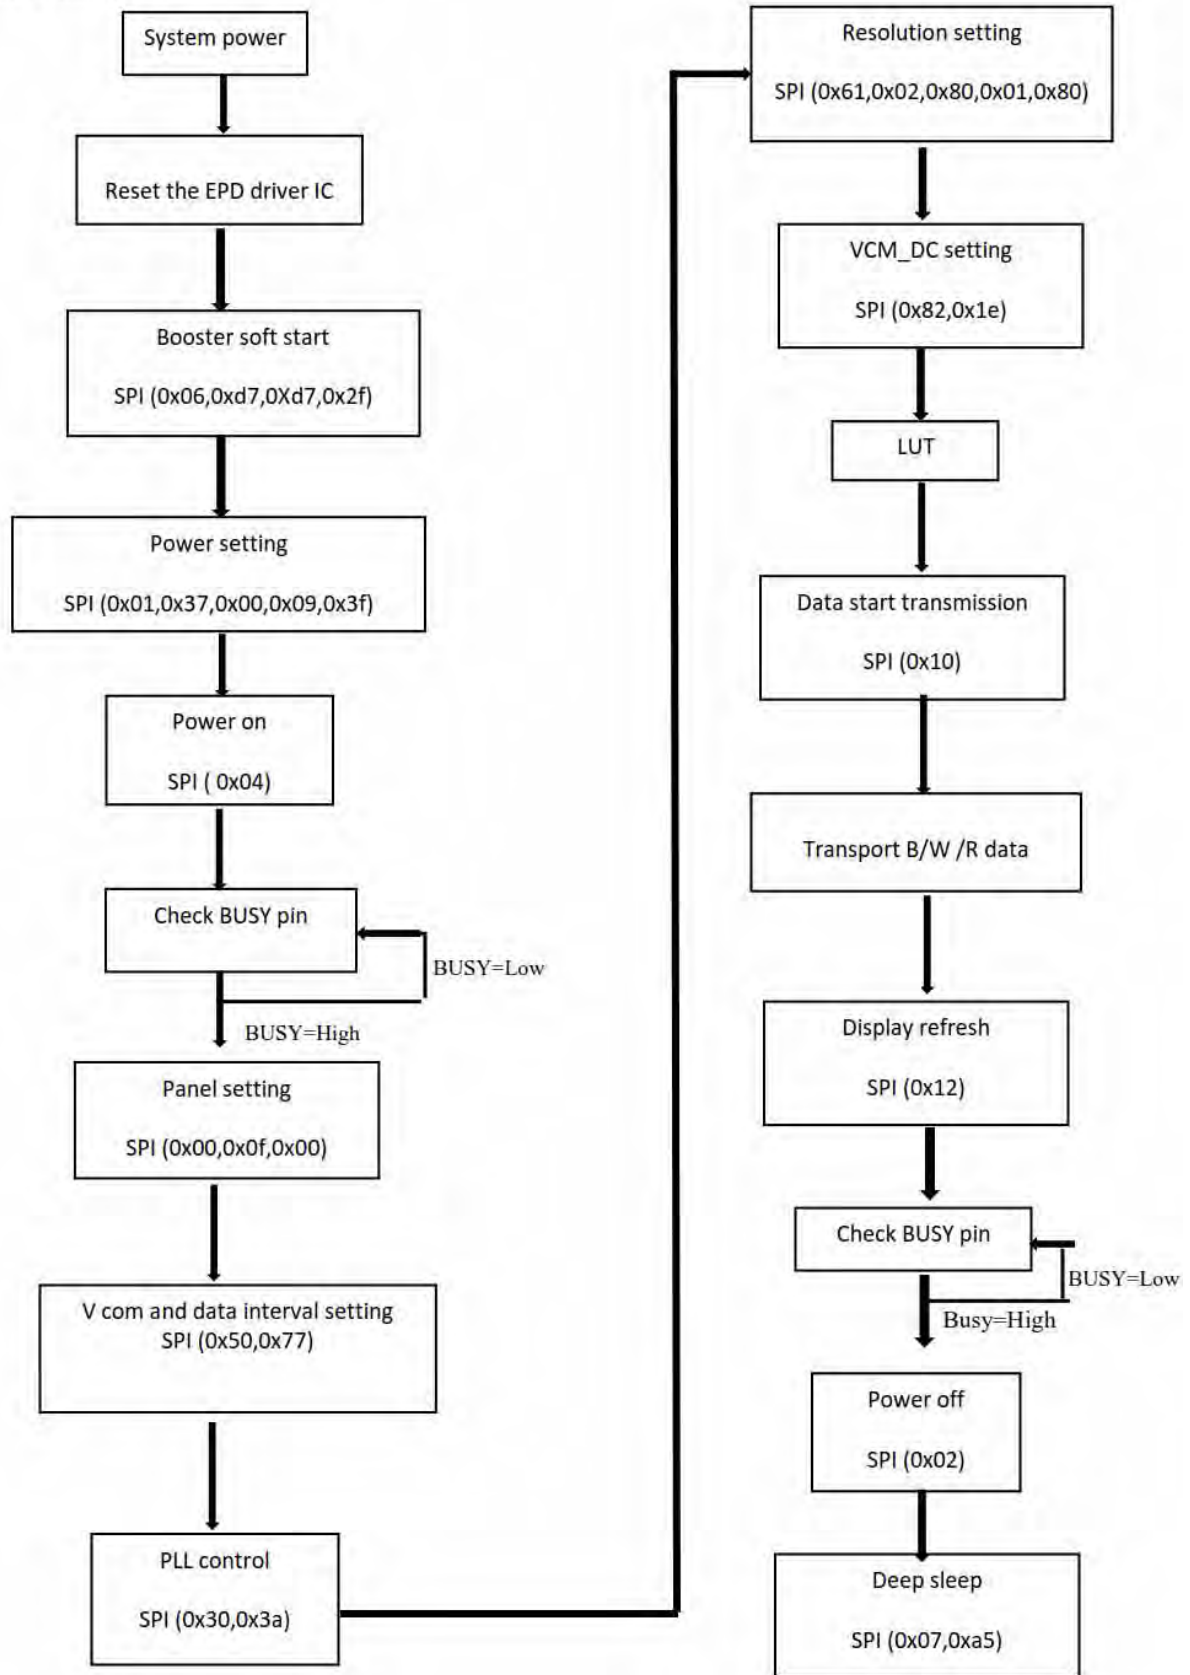 System power
Reset the EPD driver IC
Booster soft start
SPI (0x06,0xd7,0Xd7,0x2f)
Power setting
SPI (0x01,0x37,0x00,0x09,0x3f)
Power on
SPI ( 0x04)
Check BUSY pin
BUSY=Low
BUSY=High
Panel setting
SPI (0x00,0x0f,0x00)
V com and data interval setting
SPI (0x50,0x77)
PLL control
SPI (0x30,0x3a)
Resolution setting
SPI (0x61,0x02,0x80,0x01,0x80)
VCM_DC setting
SPI (0x82,0x1e)
LUT
Data start transmission
SPI (0x10)
Transport B/W /R data
Display refresh
SPI (0x12)
Check BUSY pin
BUSY=Low
Busy=High
Power off
SPI (0x02)
Deep sleep
SPI (0x07,0xa5)